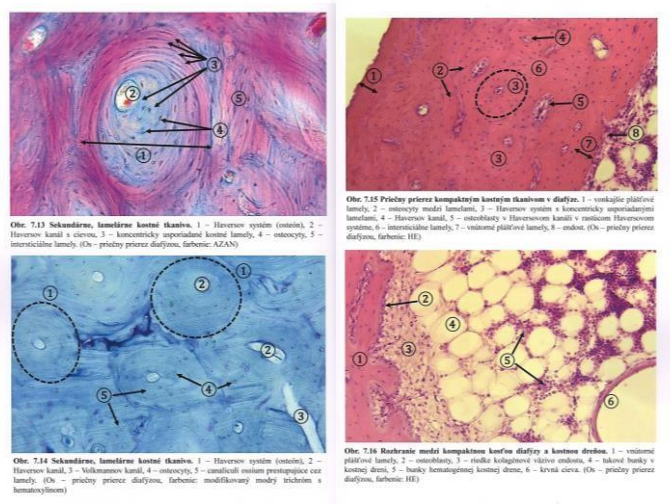 Obr. 7.13 Sekundárne, lamelárne kostné tkanivo. 1 – Haversov systém (osteón), 2 –
Haversov kanál s cievou, 3 – koncentricky usporiadané kostné lamely, 4 – osteocyty, 5 –
intersticiálne lamely. (Os – priečny prierez diafýzou, farbenie: AZAN)
Obr. 7.14 Sekundárne, lamelárne kostné tkanivo. 1 – Haversov systém (osteón), 2 –
Haversov kanál, 3 – Volkmannov kanál, 4 – osteocyty, 5 – canaliculi ossium prestupujúce cez
lamely. (Os – priečny prierez diafýzou, farbenie: modifikovaný modrý trichróm s
hematoxylínom)
Obr. 7.15 Priečny prierez kompaktným kostným tkanivom v diafýze. 1 – vonkajšie plášťové
lamely, 2 – osteocyty medzi lamelami, 3 – Haversov systém s koncentricky usporiadanými
lamelami, 4 – Haversov kanál, 5 – osteoblasty v Haversovom kanáli v rastúcom Haversovom
systéme, 6 – intersticiálne lamely, 7 – vnútorné plášťové lamely, 8 – endost. (Os – priečny prierez
diafýzou, farbenie: HE)
Obr. 7.16 Rozhranie medzi kompaktnou kosťou diafýzy a kostnou dreňou. 1 – vnútorné
plášťové lamely, 2 – osteoblasty, 3 – riedke kolagénové väzivo endostu, 4 – tukové bunky v
kostnej dreni, 5 – bunky hematogénnej kostnej drene, 6 – krvná cieva. (Os – priečny prierez
diafýzou, farbenie: HE)